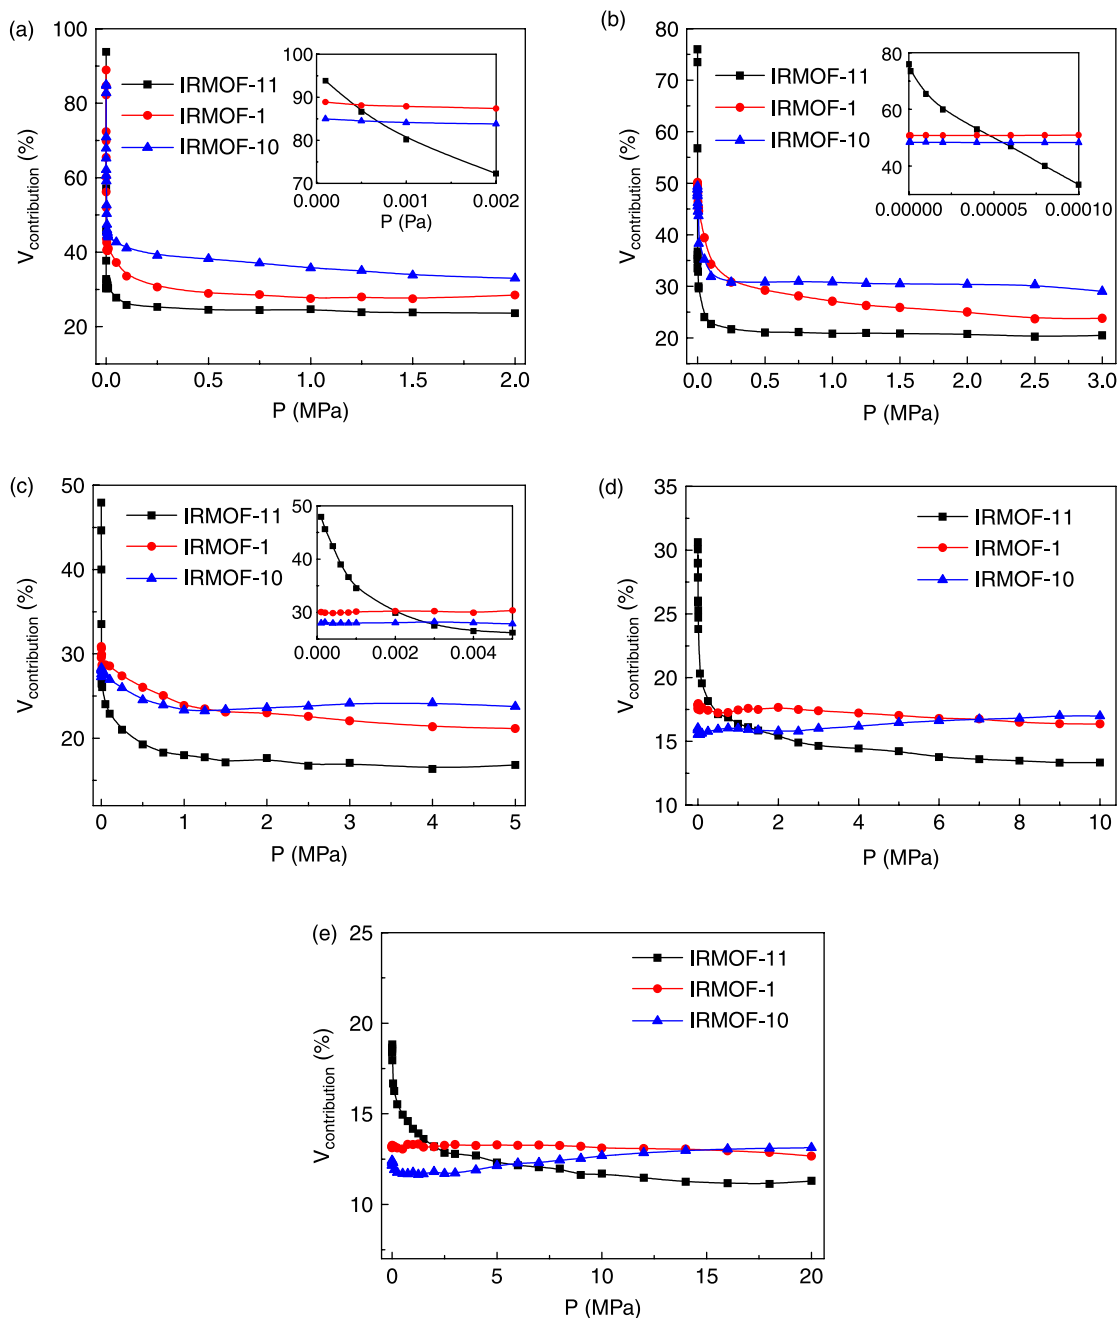 (a)
100
80
60
40
20
V_contribution (%)
IRMOF-11
IRMOF-1
IRMOF-10
100
90
80
70
0.000 0.001 0.002
P (Pa)
0.0 0.5 1.0 1.5 2.0
P (MPa)
(b)
80
70
60
50
40
30
20
V_contribution (%)
IRMOF-11
IRMOF-1
IRMOF-10
80
60
40
0.00000 0.00005 0.00010
0.0 0.5 1.0 1.5 2.0 2.5 3.0
P (MPa)
(c)
50
40
30
20
V_contribution (%)
IRMOF-11
IRMOF-1
IRMOF-10
50
40
30
0.000 0.002 0.004
0 1 2 3 4 5
P (MPa)
(d)
35
30
25
20
15
10
V_contribution (%)
IRMOF-11
IRMOF-1
IRMOF-10
0 2 4 6 8 10
P (MPa)
(e)
25
20
15
10
V_contribution (%)
IRMOF-11
IRMOF-1
IRMOF-10
0 5 10 15 20
P (MPa)